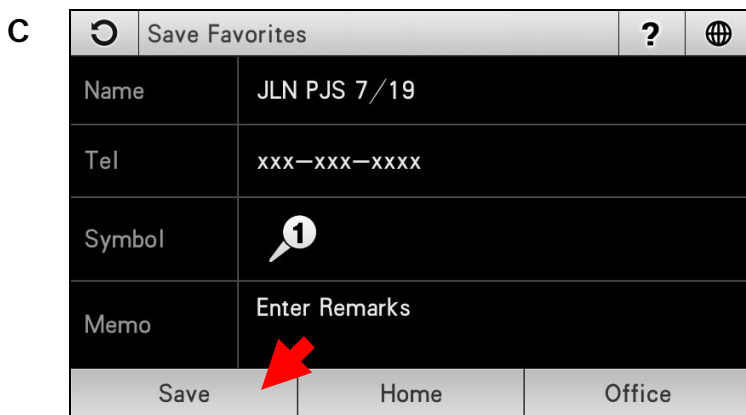 C
Save Favorites ?
Name JLN PJS 7/19
Tel xxx-xxx-xxxx
Symbol 1
Memo Enter Remarks
Save Home Office